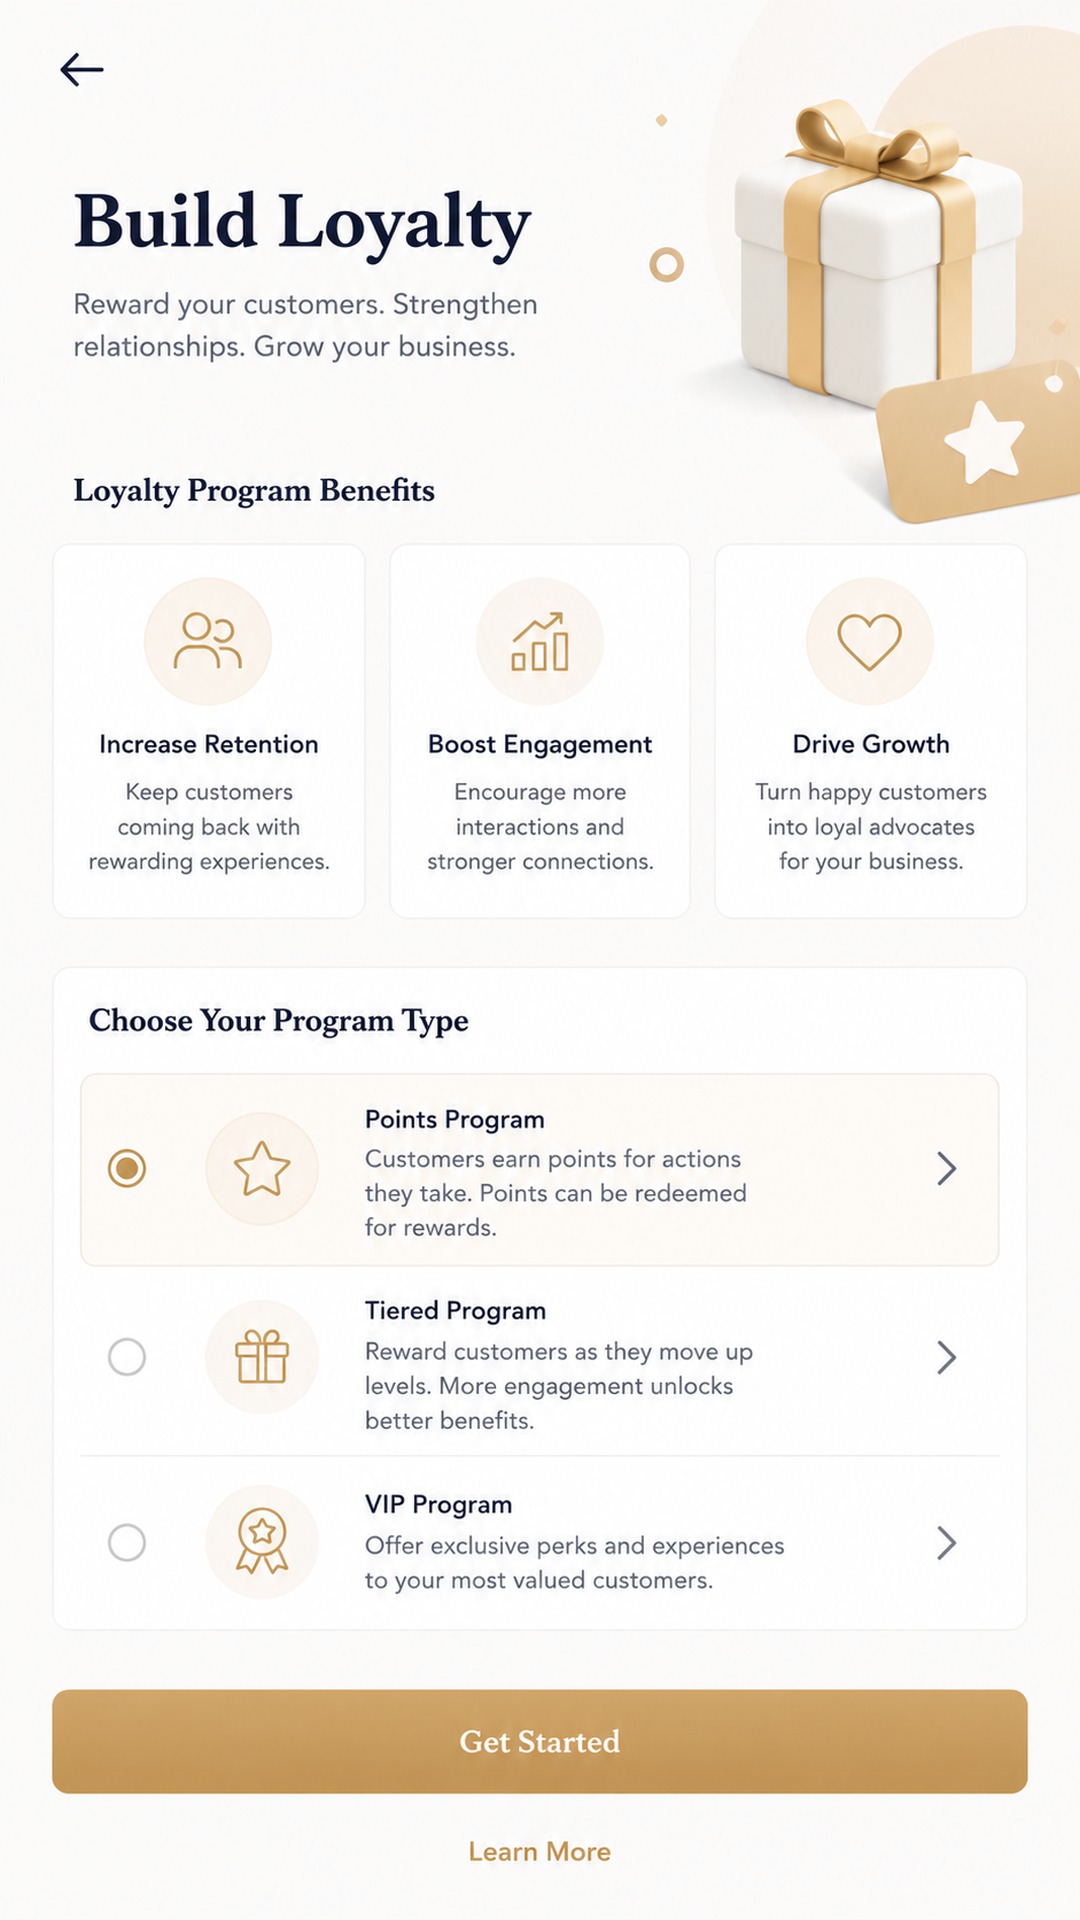 Build Loyalty
Reward your customers. Strengthen
relationships. Grow your business.
Loyalty Program Benefits
Increase Retention
Keep customers
coming back with
rewarding experiences.
Boost Engagement
Encourage more
interactions and
stronger connections.
Drive Growth
Turn happy customers
into loyal advocates
for your business.
Choose Your Program Type
Points Program
Customers earn points for actions
they take. Points can be redeemed
for rewards.
Tiered Program
Reward customers as they move up
levels. More engagement unlocks
better benefits.
VIP Program
Offer exclusive perks and experiences
to your most valued customers.
Get Started
Learn More